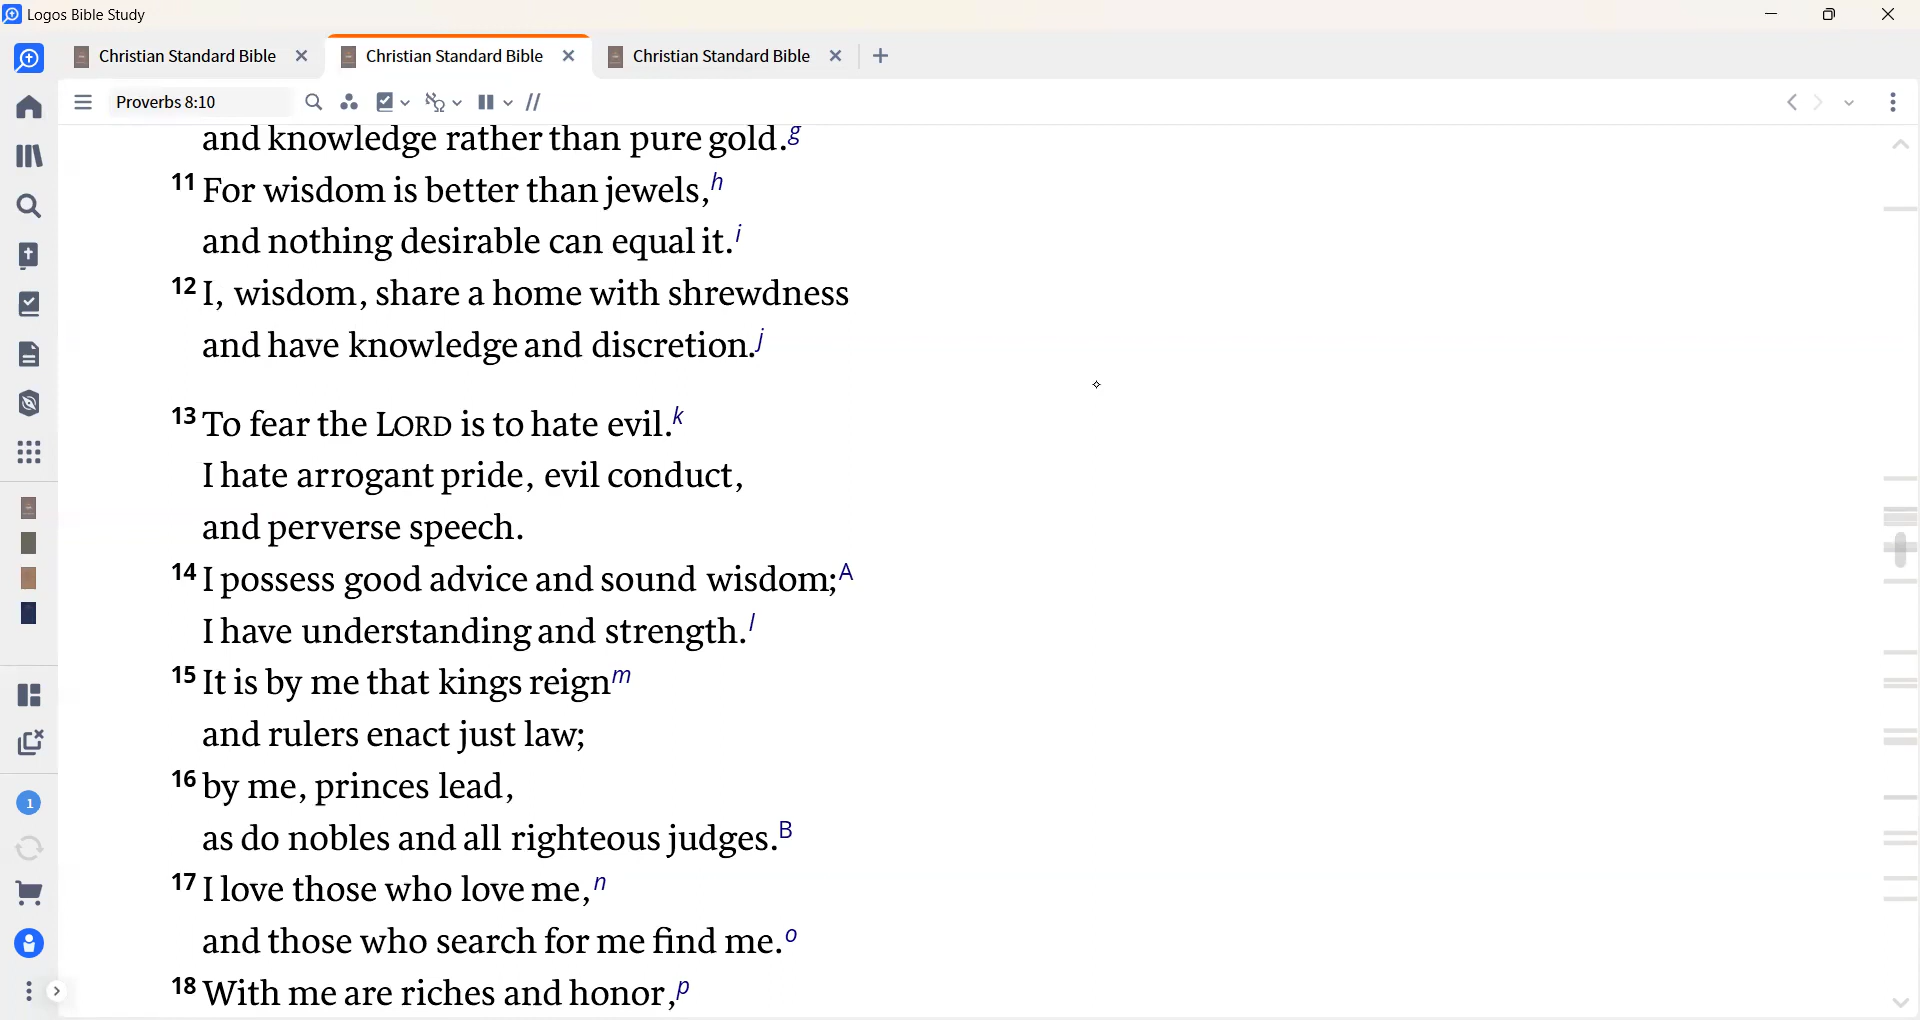 Logos Bible Study
Christian Standard Bible
Christian Standard Bible
Christian Standard Bible
Proverbs 8:10
and knowledge rather than pure gold.g
11 For wisdom is better than jewels,h
and nothing desirable can equal it.i
12 I, wisdom, share a home with shrewdness
and have knowledge and discretion.j
13 To fear the LORD is to hate evil.k
I hate arrogant pride, evil conduct,
and perverse speech.
14 I possess good advice and sound wisdom;A
I have understanding and strength.l
15 It is by me that kings reignm
and rulers enact just law;
16 by me, princes lead,
as do nobles and all righteous judges.B
17 I love those who love me,n
and those who search for me find me.o
18 With me are riches and honor,p
1